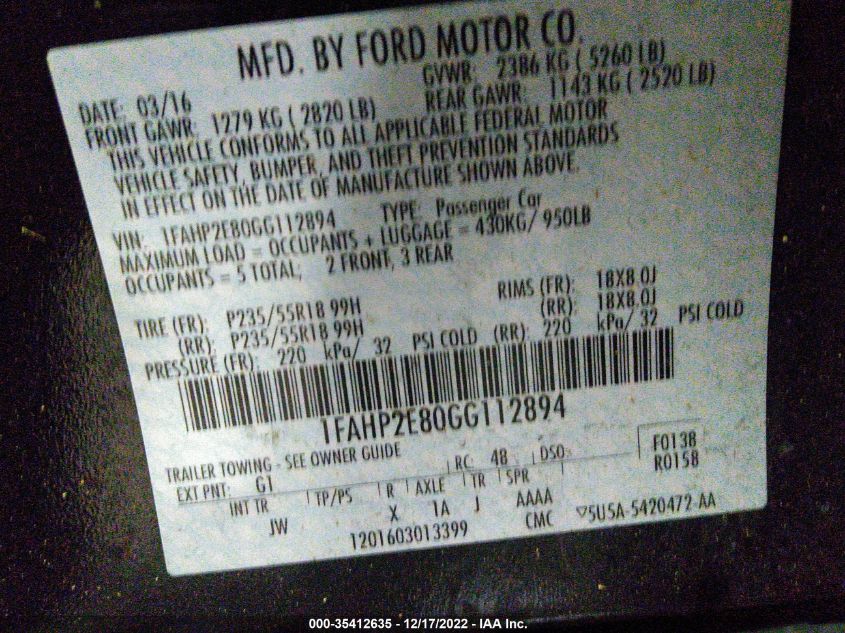 MFD. BY FORD MOTOR CO.
DATE: 03/16 GVWR: 2386 KG ( 5260 LB)
FRONT GAWR: 1279 KG ( 2820 LB) REAR GAWR: 1143 KG ( 2520 LB)
THIS VEHICLE CONFORMS TO ALL APPLICABLE FEDERAL MOTOR
VEHICLE SAFETY, BUMPER, AND THEFT PREVENTION STANDARDS
IN EFFECT ON THE DATE OF MANUFACTURE SHOWN ABOVE.
VIN: 1FAHP2E80GG112894 TYPE: Passenger Car
MAXIMUM LOAD = OCCUPANTS + LUGGAGE = 430KG/ 950LB
OCCUPANTS = 5 TOTAL; 2 FRONT, 3 REAR
TIRE (FR): P235/55R18 99H RIMS (FR): 18X8.0J
(RR): P235/55R18 99H (RR): 18X8.0J
PRESSURE (FR): 220 kPa/ 32 PSI COLD (RR): 220 kPa/ 32 PSI COLD
1FAHP2E80GG112894
TRAILER TOWING - SEE OWNER GUIDE
F0138
EXT PNT: G1 RC: 48 DSO: R0158
INT TR TP/PS R AXLE TR SPR
JW X 1A J AAAA
1201603013399 CMC ▽5U5A-5420472-AA
000-35412635 - 12/17/2022 - IAA Inc.